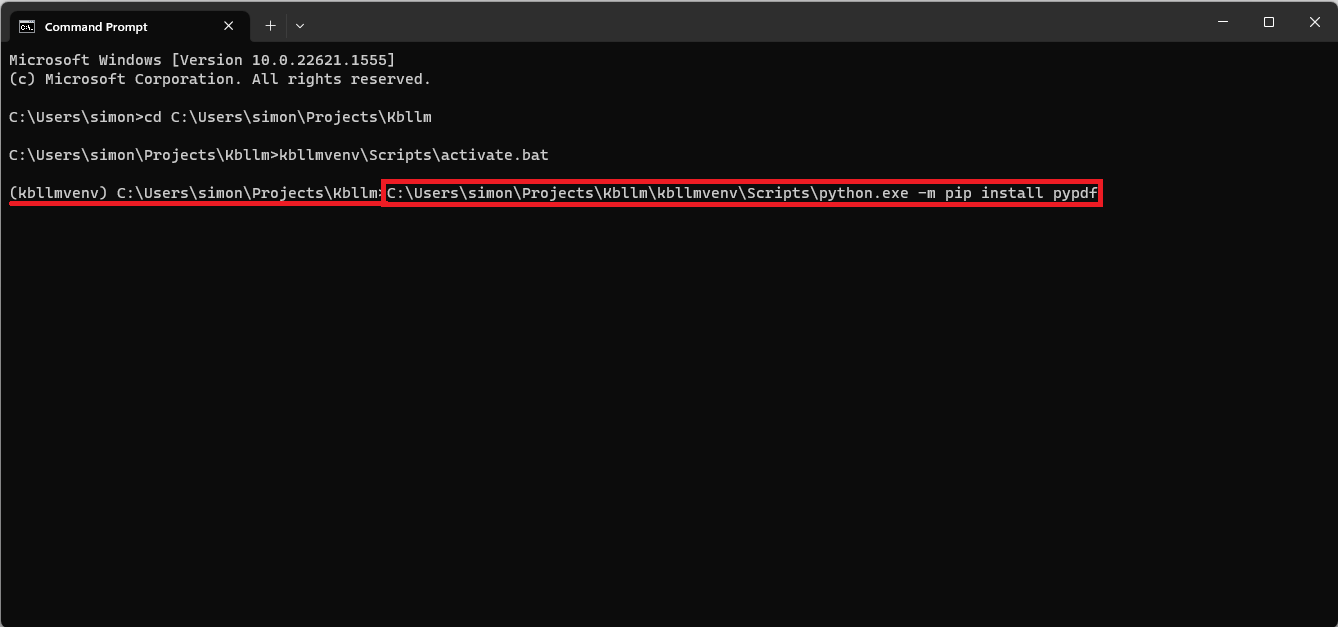 Command Prompt
Microsoft Windows [Version 10.0.22621.1555]
(c) Microsoft Corporation. All rights reserved.
C:\Users\simon>cd C:\Users\simon\Projects\Kbllm
C:\Users\simon\Projects\Kbllm>kbllmvenv\Scripts\activate.bat
(kbllmvenv) C:\Users\simon\Projects\Kbllm>C:\Users\simon\Projects\Kbllm\kbllmvenv\Scripts\python.exe -m pip install pypdf